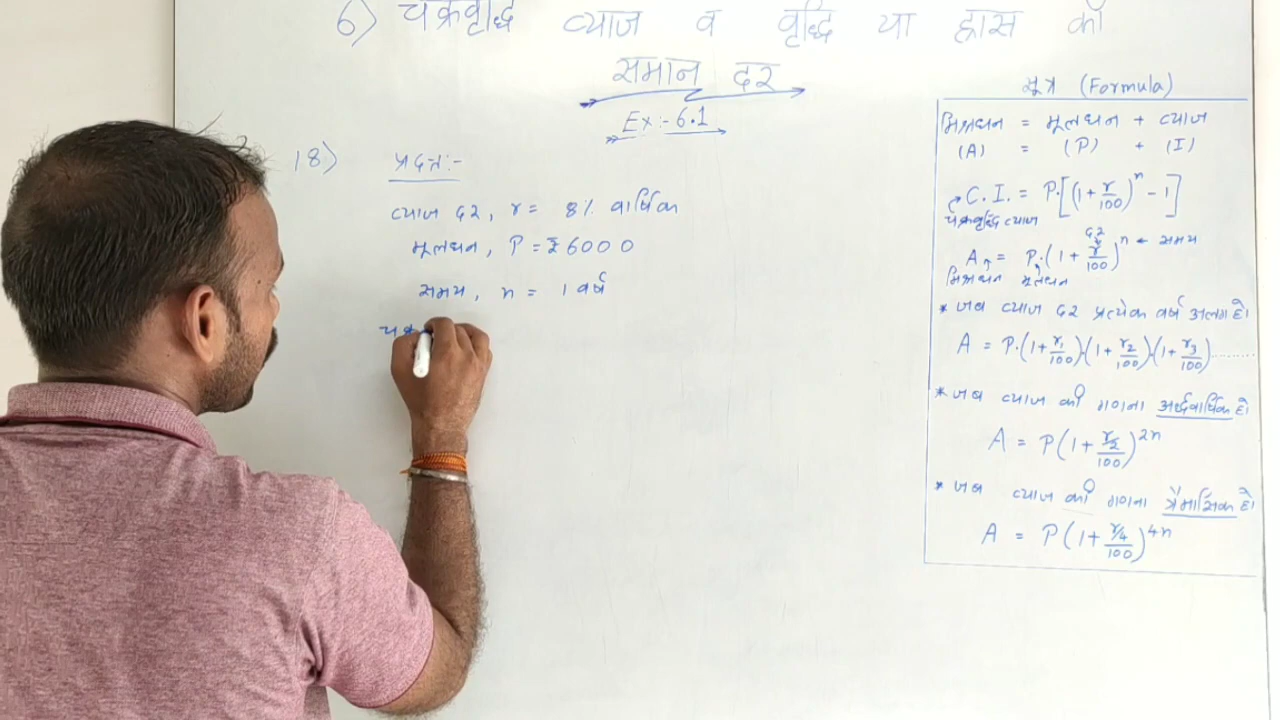 6) चक्रवृद्धि ब्याज व वृद्धि या ह्रास की
समान दर
Ex:- 6.1
18) प्रदत्त:-
ब्याज दर, r = 8% वार्षिक
मूलधन, P = ₹6000
समय, n = 1 वर्ष
चक्र
सूत्र (Formula)
मिश्रधन = मूलधन + ब्याज
(A) = (P) + (I)
C. I. = P.[(1+r/100)^n - 1]
चक्रवृद्धि ब्याज
दर
A = P.(1 + r/100)^n ← समय
मिश्रधन मूलधन
* जब ब्याज दर प्रत्येक वर्ष अलग हो।
A = P.(1+r1/100).(1+r2/100).(1+r3/100)..........
* जब ब्याज की गणना अर्द्धवार्षिक हो।
A = P(1+r/2/100)^2n
* जब ब्याज की गणना त्रैमासिक हो।
A = P(1+r/4/100)^4n